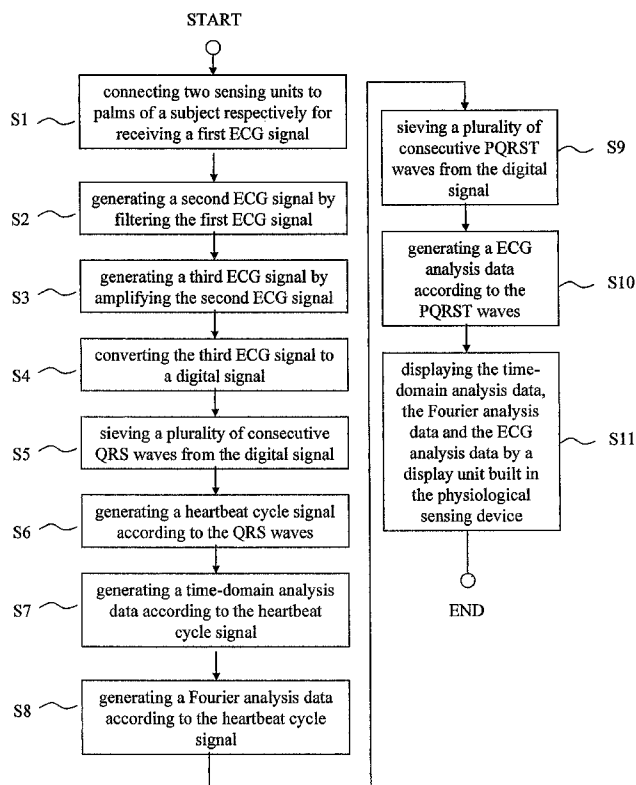 START
S1
connecting two sensing units to
palms of a subject respectively for
receiving a first ECG signal
S2
generating a second ECG signal by
filtering the first ECG signal
S3
generating a third ECG signal by
amplifying the second ECG signal
S4
converting the third ECG signal to
a digital signal
S5
sieving a plurality of consecutive
QRS waves from the digital signal
S6
generating a heartbeat cycle signal
according to the QRS waves
S7
generating a time-domain analysis
data according to the heartbeat
cycle signal
S8
generating a Fourier analysis data
according to the heartbeat cycle
signal
sieving a plurality of
consecutive PQRST
waves from the digital
signal
S9
generating a ECG
analysis data
according to the
PQRST waves
S10
displaying the time-
domain analysis data,
the Fourier analysis
data and the ECG
analysis data by a
display unit built in
the physiological
sensing device
S11
END